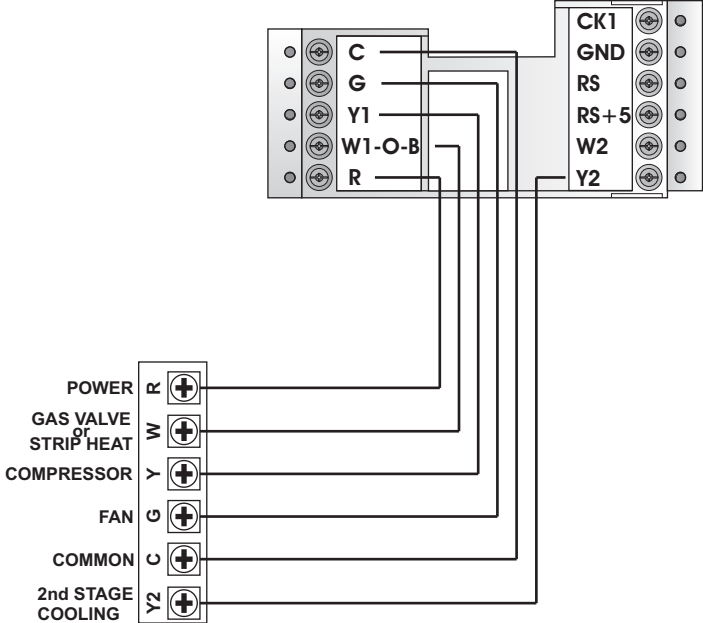 CK1
GND
RS
RS+5
W2
Y2
C
G
Y1
W1-O-B
R
POWER R
GAS VALVE
or
STRIP HEAT W
COMPRESSOR Y
FAN G
COMMON C
2nd STAGE
COOLING Y2